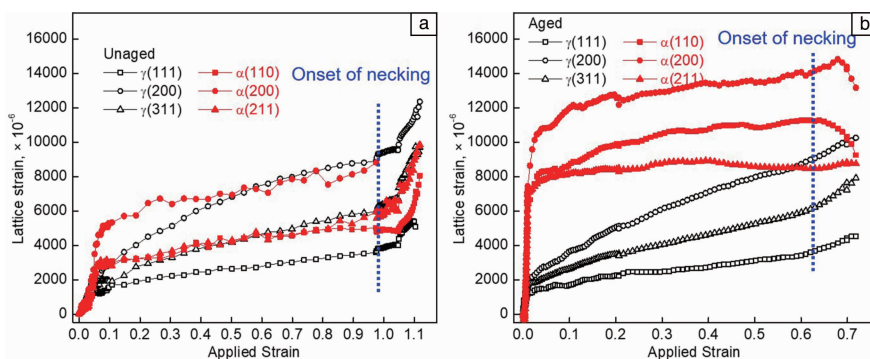 a
Unaged
γ(111) α(110)
γ(200) α(200)
γ(311) α(211)
Onset of necking
Lattice strain, × 10⁻⁶
16000
14000
12000
10000
8000
6000
4000
2000
0
0.0 0.1 0.2 0.3 0.4 0.5 0.6 0.7 0.8 0.9 1.0 1.1
Applied Strain
b
Aged
γ(111) α(110)
γ(200) α(200)
γ(311) α(211)
Onset of necking
Lattice strain, × 10⁻⁶
16000
14000
12000
10000
8000
6000
4000
2000
0
0.0 0.1 0.2 0.3 0.4 0.5 0.6 0.7
Applied Strain